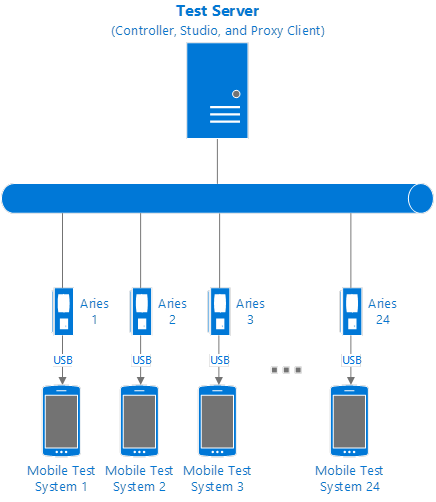 Test Server
(Controller, Studio, and Proxy Client)
Aries
1
Aries
2
Aries
3
Aries
24
USB
USB
USB
USB
Mobile Test
System 1
Mobile Test
System 2
Mobile Test
System 3
Mobile Test
System 24